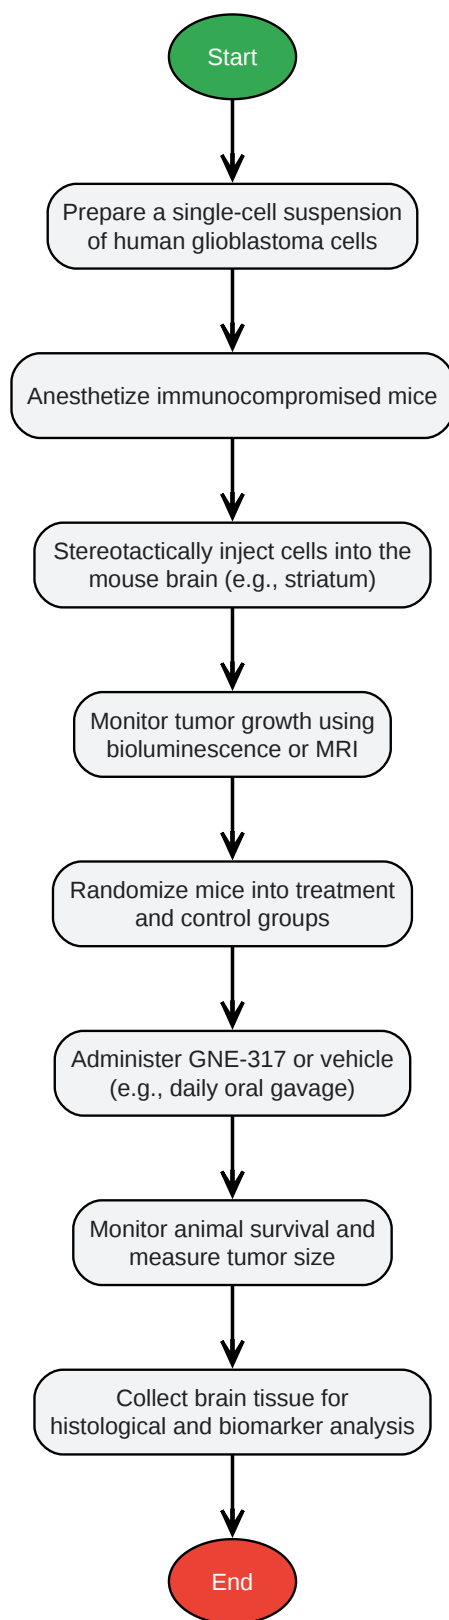 Start
Prepare a single-cell suspension
of human glioblastoma cells
Anesthetize immunocompromised mice
Stereotactically inject cells into the
mouse brain (e.g., striatum)
Monitor tumor growth using
bioluminescence or MRI
Randomize mice into treatment
and control groups
Administer GNE-317 or vehicle
(e.g., daily oral gavage)
Monitor animal survival and
measure tumor size
Collect brain tissue for
histological and biomarker analysis
End